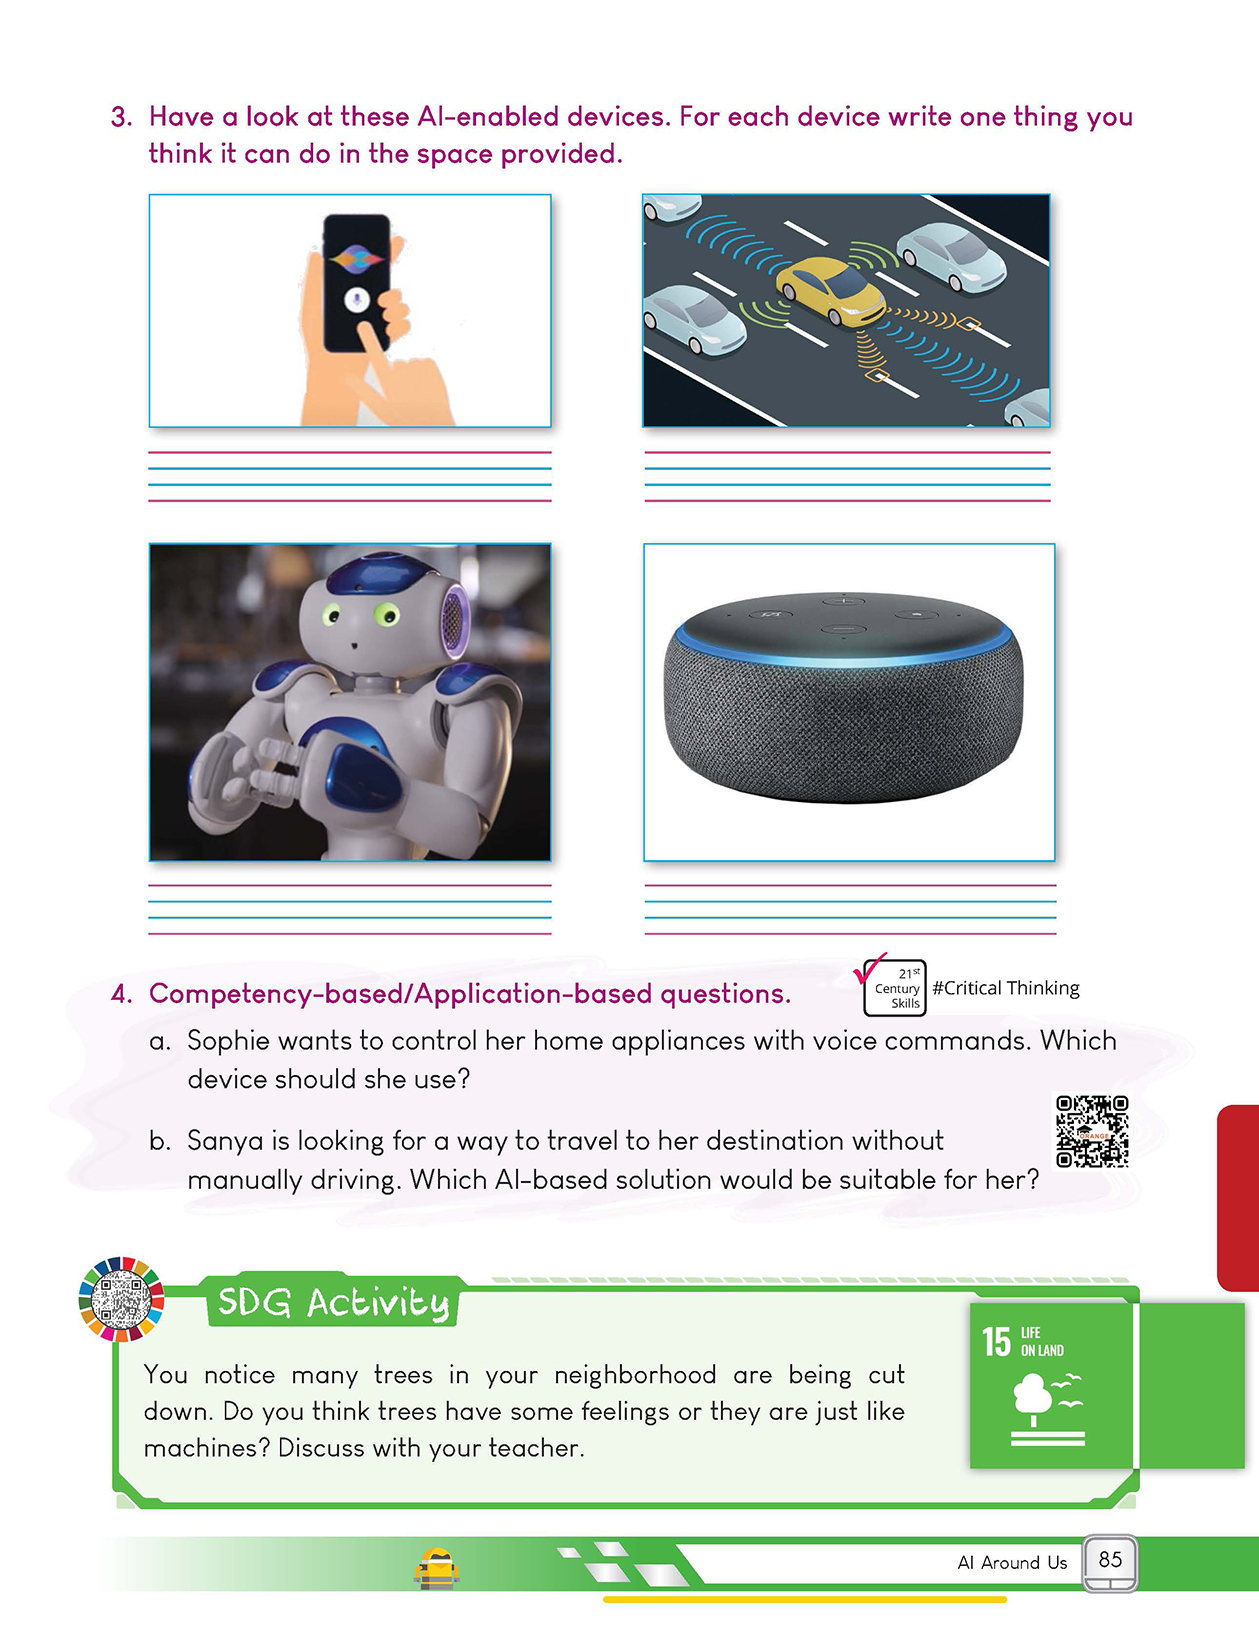 3. Have a look at these AI-enabled devices. For each device write one thing you
think it can do in the space provided.
4. Competency-based/Application-based questions.
21st
Century
Skills
#Critical Thinking
a. Sophie wants to control her home appliances with voice commands. Which
device should she use?
b. Sanya is looking for a way to travel to her destination without
manually driving. Which AI-based solution would be suitable for her?
ORANGE
SDG Activity
15 LIFE
ON LAND
You notice many trees in your neighborhood are being cut
down. Do you think trees have some feelings or they are just like
machines? Discuss with your teacher.
AI Around Us 85